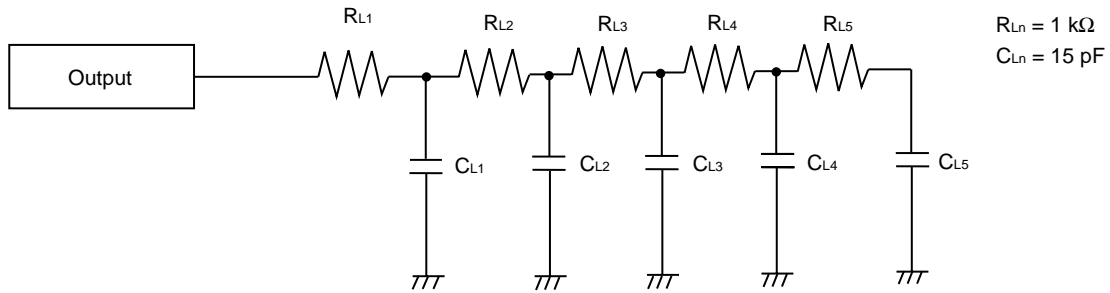 RL1
RL2
RL3
RL4
RL5
RLn = 1 kΩ
CLn = 15 pF
Output
CL1
CL2
CL3
CL4
CL5